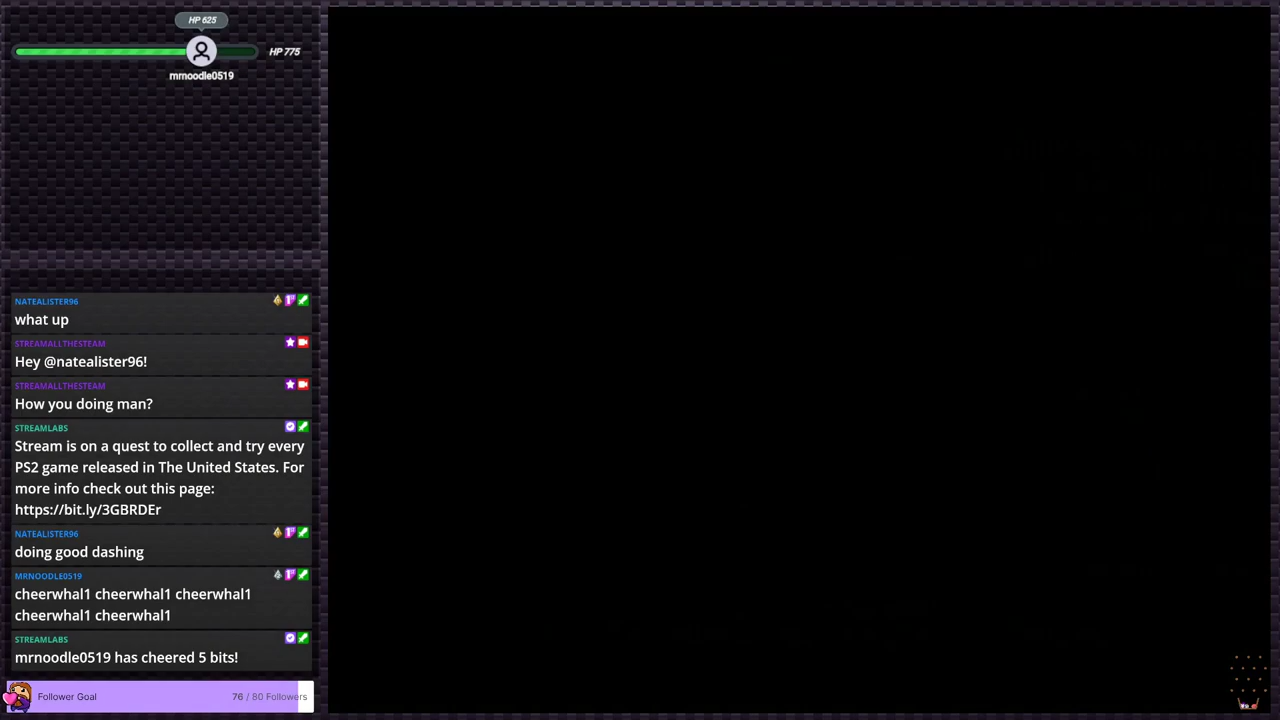 HP 625
HP 775
mrnoodle0519
NATEALISTER96
what up
STREAMALLTHESTEAM
Hey @natealister96!
STREAMALLTHESTEAM
How you doing man?
STREAMLABS
Stream is on a quest to collect and try every
PS2 game released in The United States. For
more info check out this page:
https://bit.ly/3GBRDEr
NATEALISTER96
doing good dashing
MRNOODLE0519
cheerwhal1 cheerwhal1 cheerwhal1
cheerwhal1 cheerwhal1
STREAMLABS
mrnoodle0519 has cheered 5 bits!
Follower Goal 76 / 80 Followers